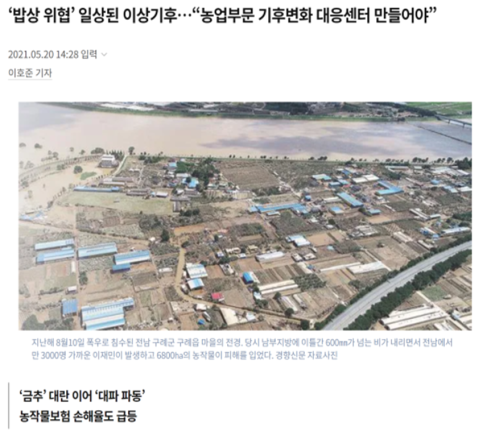 ‘밥상 위협’ 일상된 이상기후…“농업부문 기후변화 대응센터 만들어야”
2021.05.20 14:28 입력
이호준 기자
지난해 8월10일 폭우로 침수된 전남 구례군 구례읍 마을의 전경. 당시 남부지방에 이틀간 600㎜가 넘는 비가 내리면서 전남에서
만 3000명 가까운 이재민이 발생하고 6800ha의 농작물이 피해를 입었다. 경향신문 자료사진
‘금추’ 대란 이어 ‘대파 파동’
농작물보험 손해율도 급등